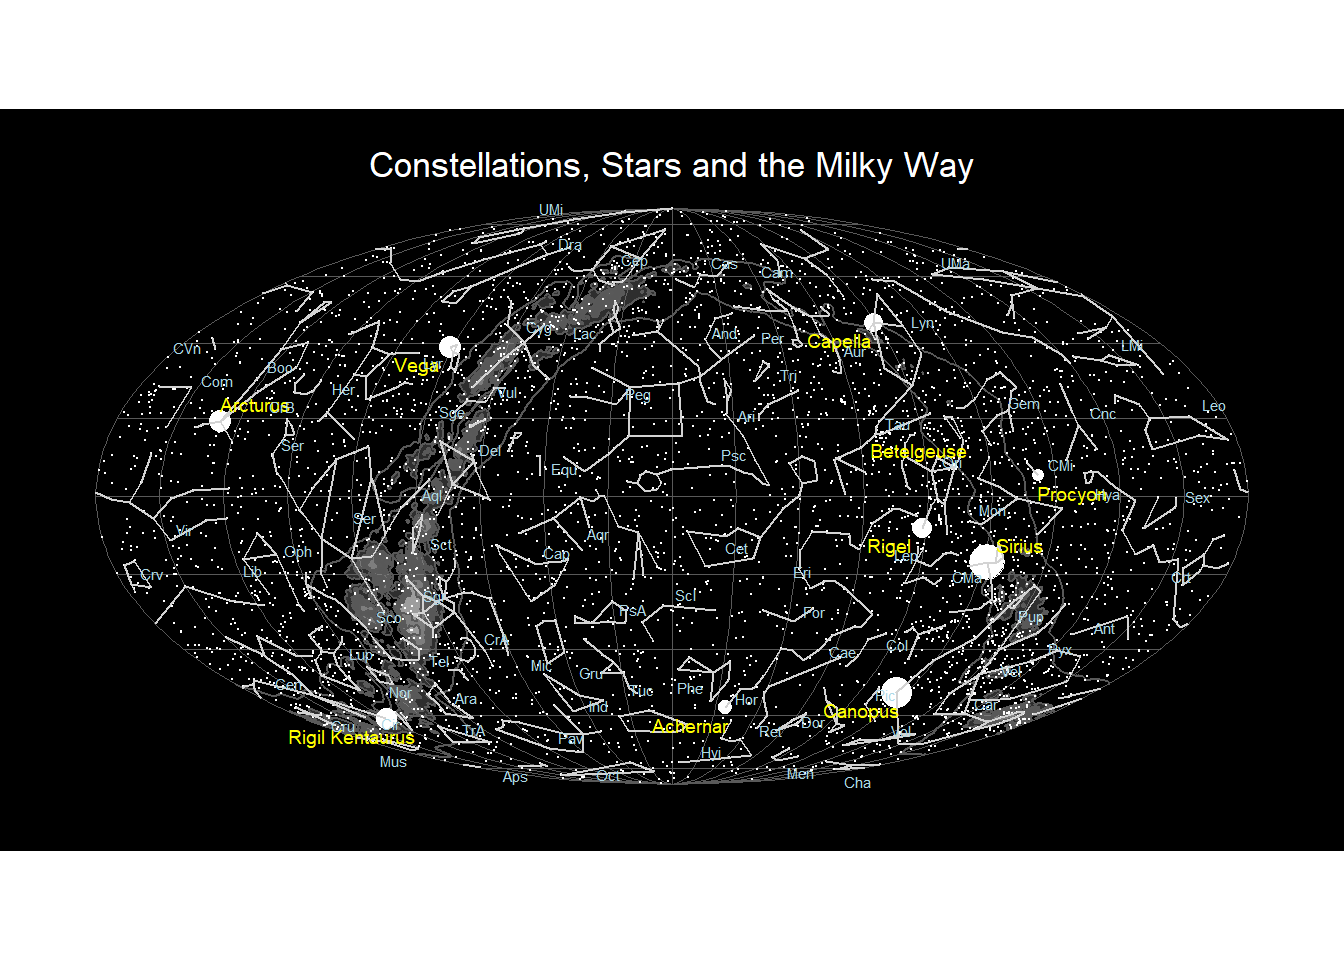 Constellations, Stars and the Milky Way
UMi
Dra
Cep
Cas
Cam
UMa
Cyg
Lac
And
Per
Capella
Aur
Lyn
LMi
CVn
Boo
Com
Her
Vega
Lyr
Vul
Peg
Tri
Ari
Gem
Cnc
Leo
Arcturus
CrB
Sge
Ser
Del
Equ
Psc
Tau
Betelgeuse
Ori
CMi
Procyon
Hya
Sex
Aql
Ser
Vir
Oph
Sct
Aqr
Cap
Cet
Mon
Rigel
Lep
Sirius
CMa
Crt
Crv
Lib
Eri
Sgr
Scl
PsA
For
Pup
Ant
Sco
CrA
Lup
Tel
Mic
Gru
Cae
Col
Pyx
Vel
Cen
Nor
Ara
Ind
Tuc
Phe
Hor
Pic
Canopus
Car
Cru
Cir
Rigil Kentaurus
TrA
Pav
Achernar
Ret
Dor
Vol
Mus
Aps
Oct
Hyi
Men
Cha